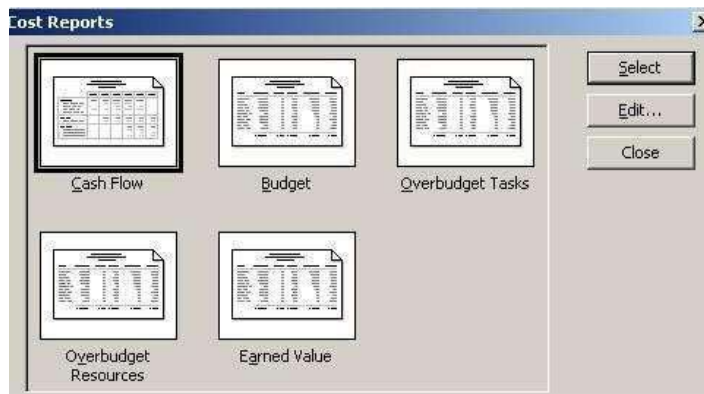 Cost Reports
Select
Edit...
Close
Cash Flow
Budget
Overbudget Tasks
Overbudget
Resources
Earned Value